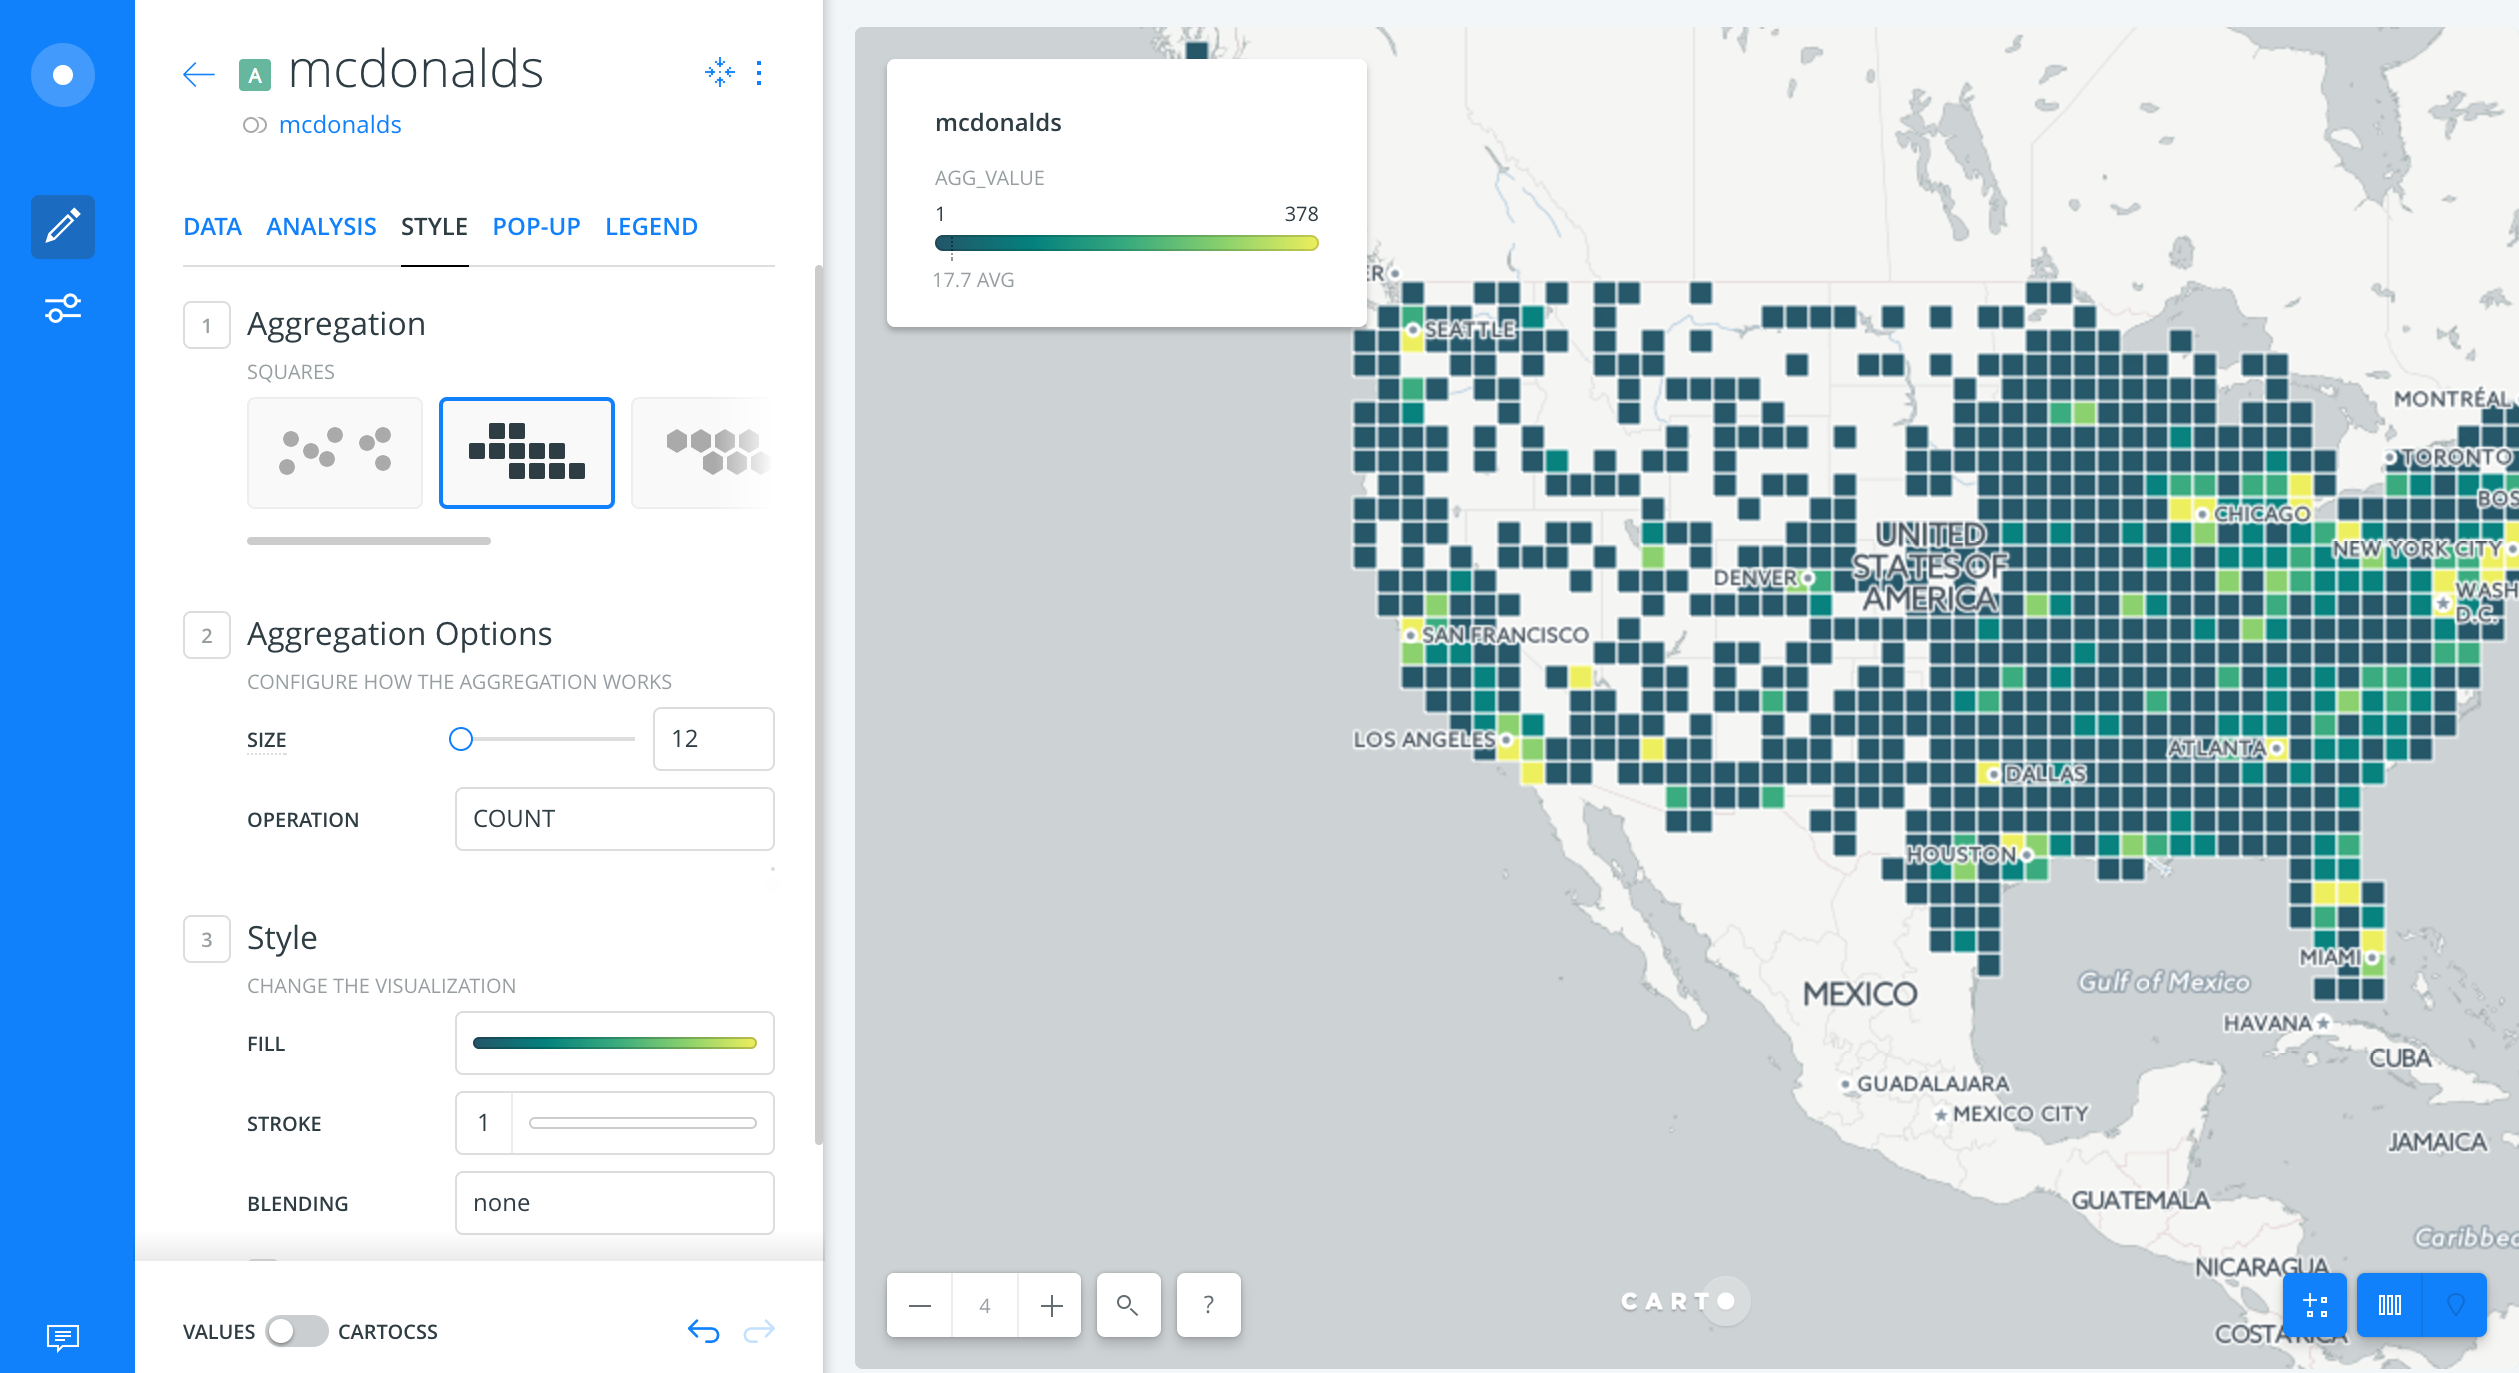 A mcdonalds
mcdonalds
DATA ANALYSIS STYLE POP-UP LEGEND
1 Aggregation
SQUARES
2 Aggregation Options
CONFIGURE HOW THE AGGREGATION WORKS
SIZE 12
OPERATION COUNT
3 Style
CHANGE THE VISUALIZATION
FILL
STROKE 1
BLENDING none
VALUES CARTOCSS
mcdonalds
AGG_VALUE
1 378
17.7 AVG
ER
SEATTLE
MONTRÉAL
TORONTO
BOS
CHICAGO
NEW YORK CITY
UNITED
STATES OF
AMERICA
DENVER
WASH
D.C.
SAN FRANCISCO
LOS ANGELES
ATLANTA
DALLAS
HOUSTON
MIAMI
MEXICO
Gulf of Mexico
HAVANA
CUBA
GUADALAJARA
MEXICO CITY
JAMAICA
GUATEMALA
Caribbea
NICARAGUA
COSTA RICA
4
?
CARTO